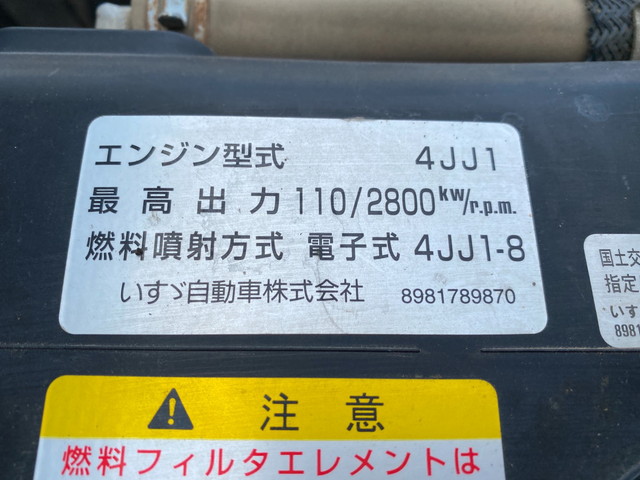 エンジン型式 4JJ1
最高出力 110/2800kw/r.p.m.
燃料噴射方式 電子式 4JJ1-8
いすゞ自動車株式会社 8981789870
国土交
指定
いす
8981
⚠ 注意
燃料フィルタエレメントは